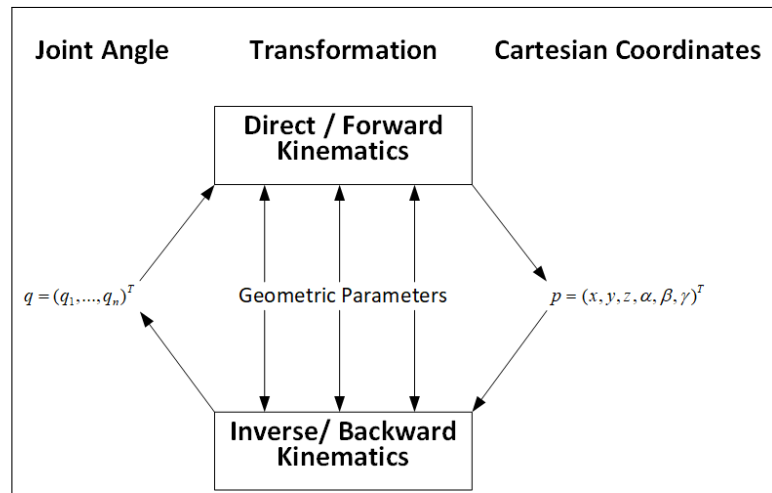 Joint Angle Transformation Cartesian Coordinates
Direct / Forward
Kinematics
q = (q₁,...,qₙ)ᵀ
Geometric Parameters
p = (x, y, z, α, β, γ)ᵀ
Inverse/ Backward
Kinematics